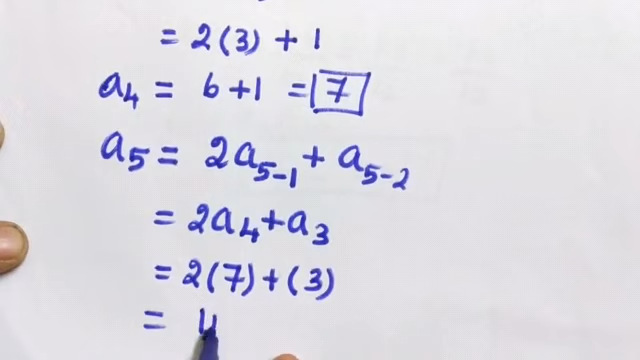 = 2(3) + 1
a₄ = 6+1 = 7
a₅ = 2a₅₋₁ + a₅₋₂
= 2a₄+a₃
= 2(7)+(3)
=